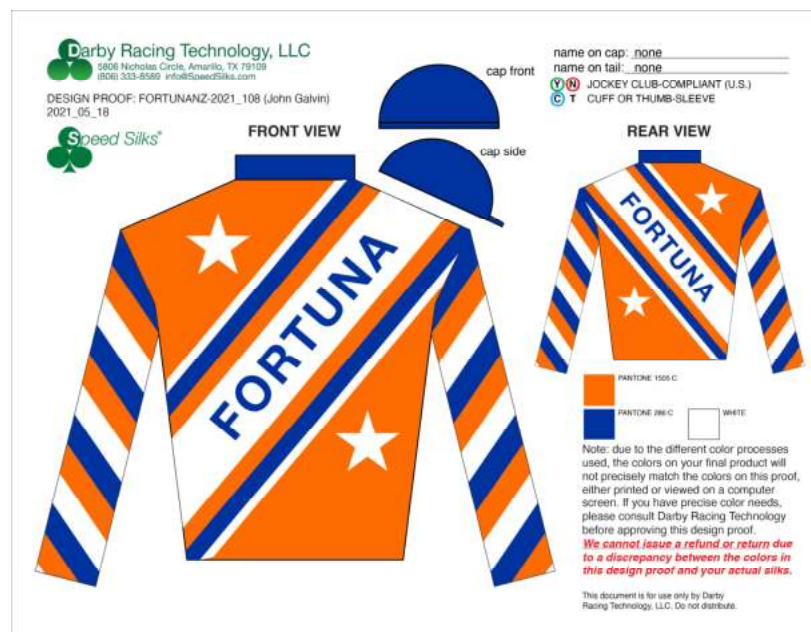 Darby Racing Technology, LLC
5806 Nicholas Circle, Amarillo, TX 79109
(806) 333-8589 info@SpeedSilks.com
DESIGN PROOF: FORTUNANZ-2021_108 (John Galvin)
2021_05_18
Speed Silks®
cap front
cap side
name on cap: none
name on tail: none
Y N JOCKEY CLUB-COMPLIANT (U.S.)
C T CUFF OR THUMB-SLEEVE
FRONT VIEW
REAR VIEW
FORTUNA
FORTUNA
PANTONE 1505 C
PANTONE 286 C
WHITE
Note: due to the different color processes
used, the colors on your final product will
not precisely match the colors on this proof,
either printed or viewed on a computer
screen. If you have precise color needs,
please consult Darby Racing Technology
before approving this design proof.
We cannot issue a refund or return due
to a discrepancy between the colors in
this design proof and your actual silks.
This document is for use only by Darby
Racing Technology, LLC. Do not distribute.